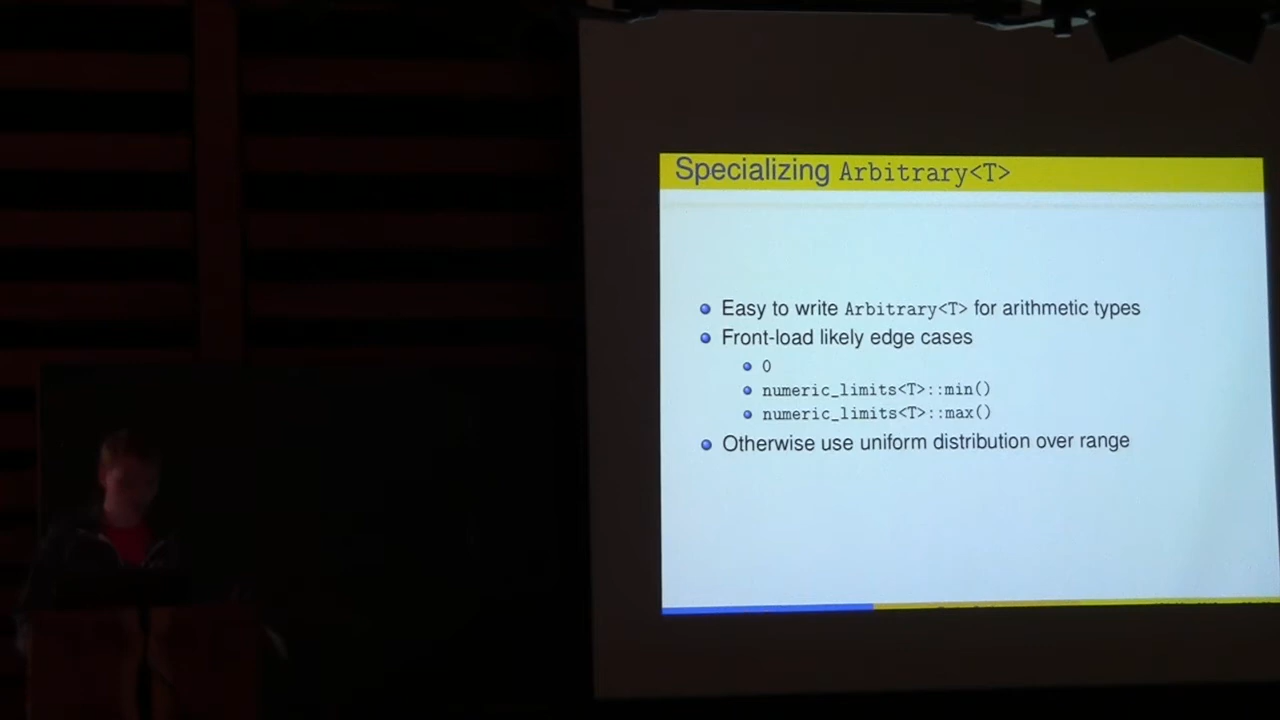 Specializing Arbitrary<T>
Easy to write Arbitrary<T> for arithmetic types
Front-load likely edge cases
0
numeric_limits<T>::min()
numeric_limits<T>::max()
Otherwise use uniform distribution over range